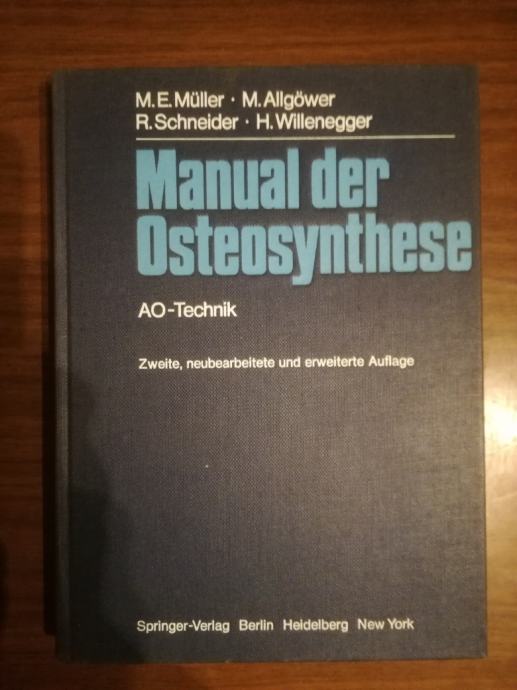 M.E.Müller · M.Allgöwer
R.Schneider · H.Willenegger
Manual der
Osteosynthese
AO-Technik
Zweite, neubearbeitete und erweiterte Auflage
Springer-Verlag Berlin Heidelberg New York